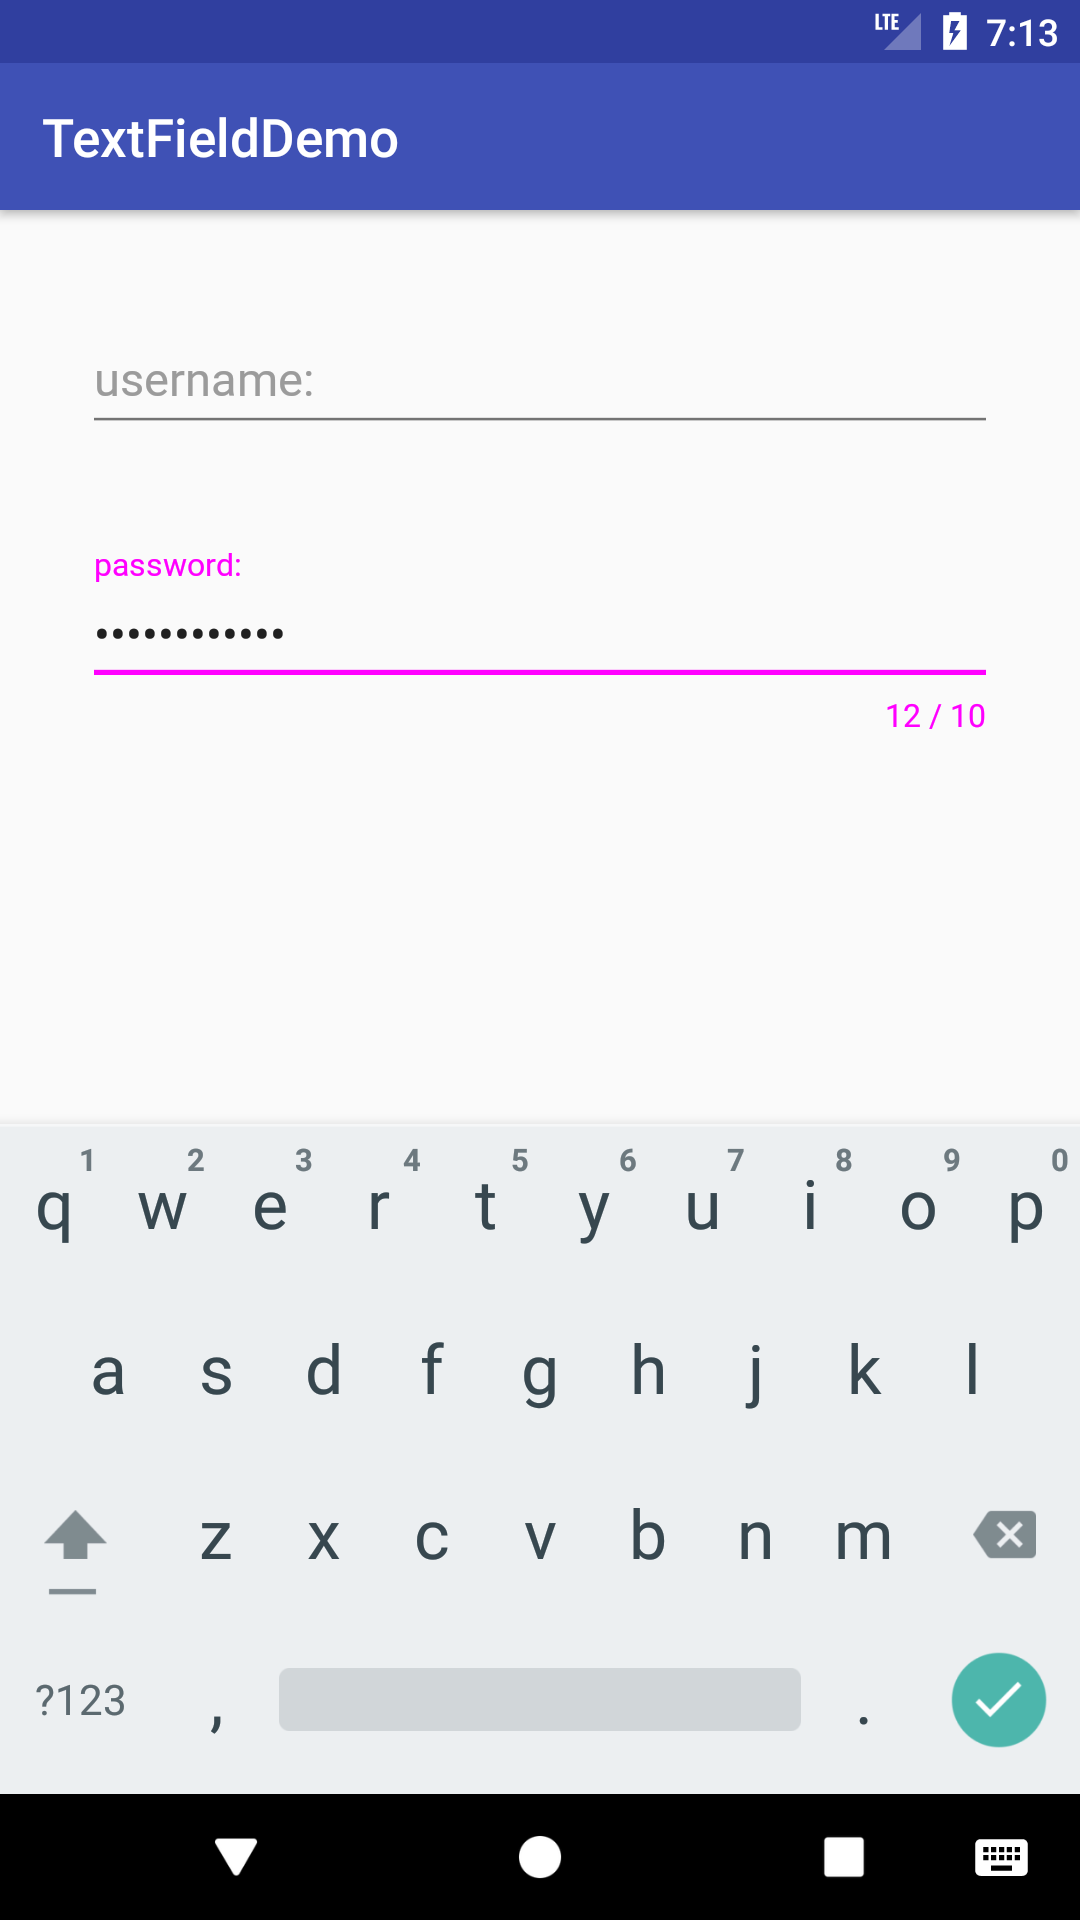 LTE 7:13
TextFieldDemo
username:
password:
••••••••••••
12 / 10
1 2 3 4 5 6 7 8 9 0
q w e r t y u i o p
a s d f g h j k l
z x c v b n m
?123 , .